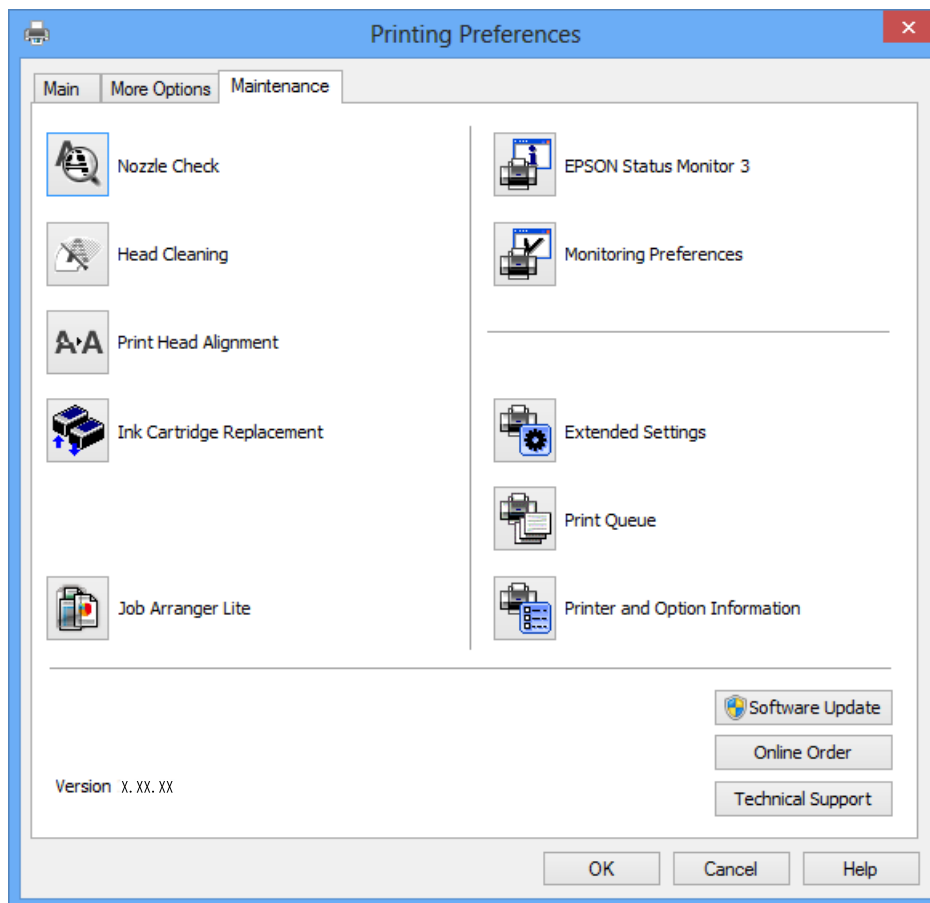 Printing Preferences
Main
More Options
Maintenance
Nozzle Check
Head Cleaning
A·A Print Head Alignment
Ink Cartridge Replacement
Job Arranger Lite
EPSON Status Monitor 3
Monitoring Preferences
Extended Settings
Print Queue
Printer and Option Information
Software Update
Online Order
Technical Support
Version X.XX.XX
OK
Cancel
Help